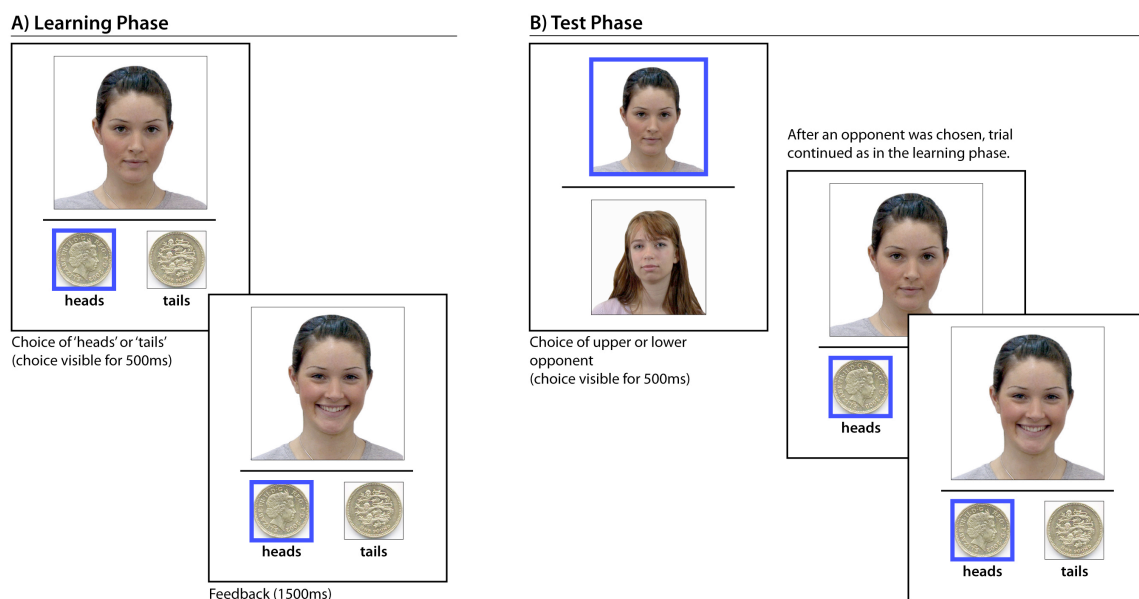 A) Learning Phase
heads
tails
Choice of 'heads' or 'tails'
(choice visible for 500ms)
heads
tails
Feedback (1500ms)
B) Test Phase
Choice of upper or lower
opponent
(choice visible for 500ms)
After an opponent was chosen, trial
continued as in the learning phase.
heads
heads
tails